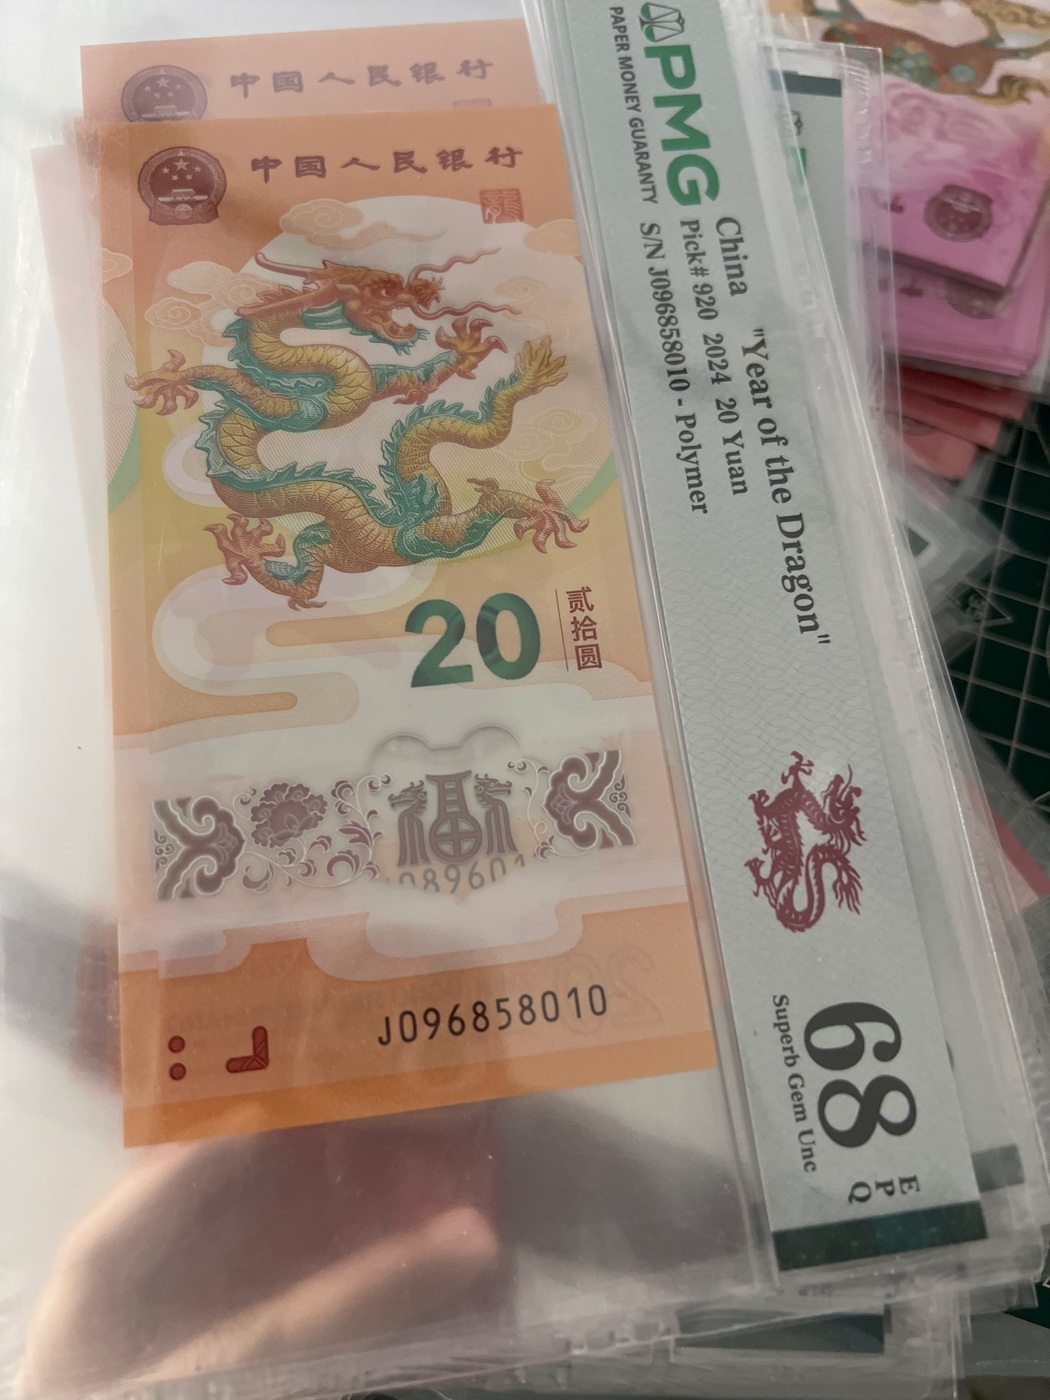 中国人民银行
中国人民银行
20
贰拾圆
J096858010
PMG
PAPER MONEY GUARANTY
China
"Year of the Dragon"
Pick# 920 2024 20 Yuan
S/N J096858010 - Polymer
68
EPQ
Superb Gem Unc